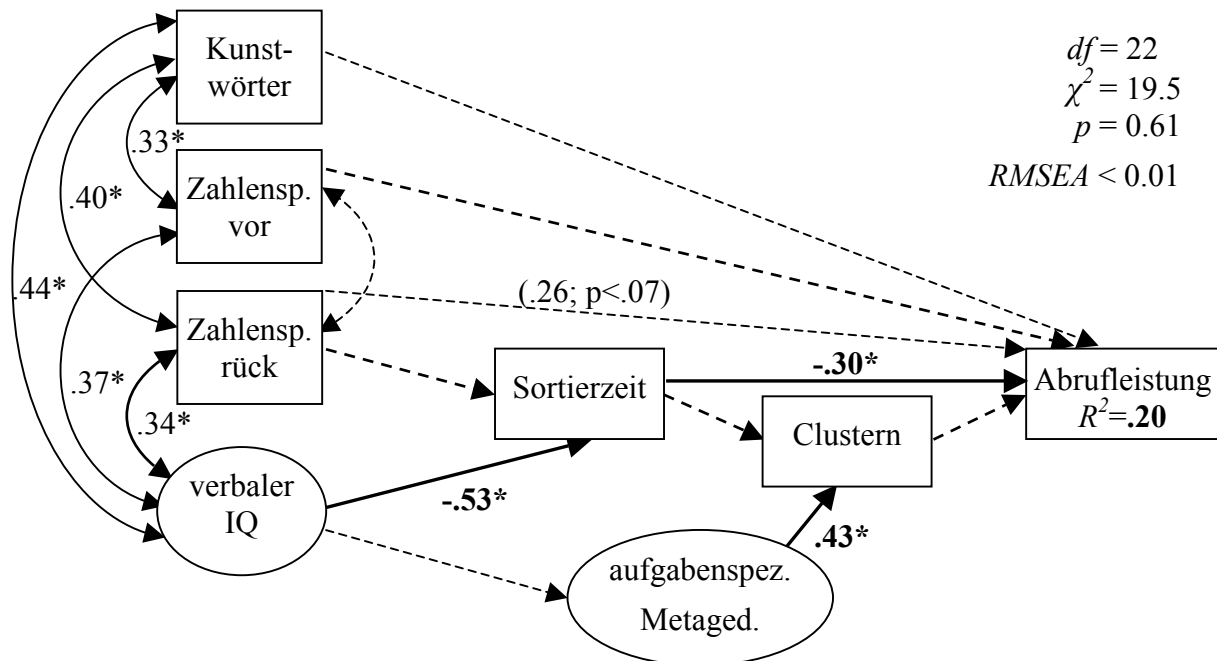 Kunst-
wörter
df = 22
χ² = 19.5
p = 0.61
RMSEA < 0.01
.33*
Zahlensp.
vor
.40*
.44*
(.26; p<.07)
Zahlensp.
rück
.37*
.34*
Sortierzeit
-.30*
Abrufleistung
R²=.20
Clustern
verbaler
IQ
-.53*
.43*
aufgabenspez.
Metaged.